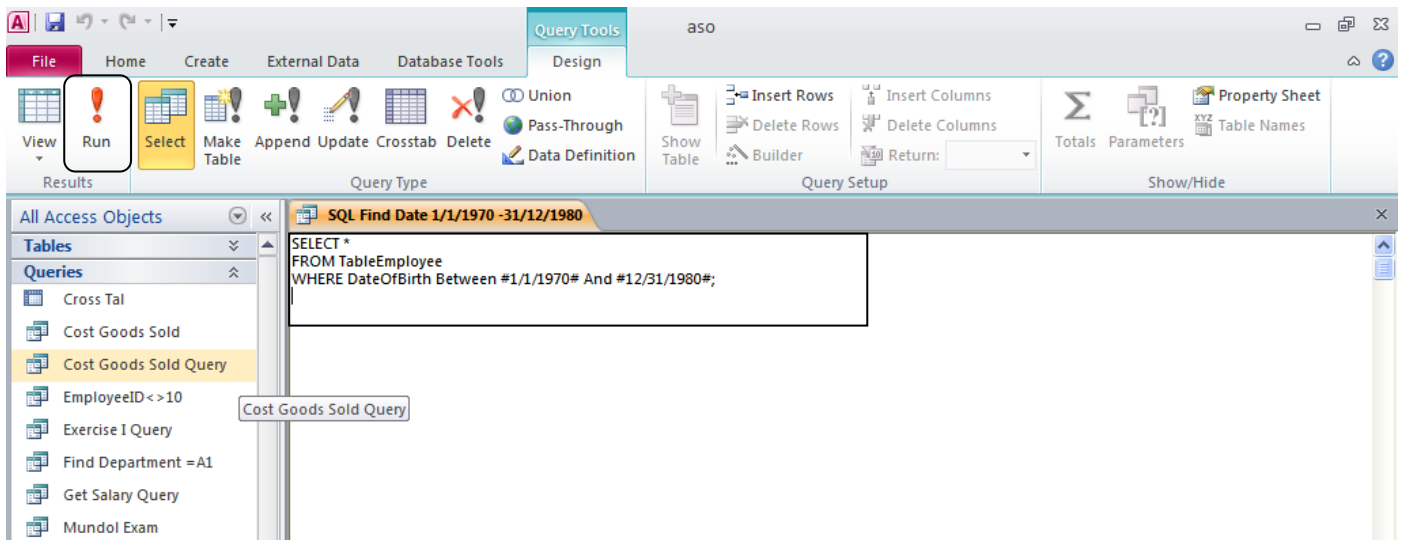 A
Query Tools
aso
File
Home
Create
External Data
Database Tools
Design
View
Run
Select
Make
Table
Append
Update
Crosstab
Delete
Union
Pass-Through
Data Definition
Show
Table
Insert Rows
Delete Rows
Builder
Insert Columns
Delete Columns
Return:
Totals
Parameters
Property Sheet
XYZ Table Names
Results
Query Type
Query Setup
Show/Hide
All Access Objects
SQL Find Date 1/1/1970 -31/12/1980
Tables
Queries
Cross Tal
Cost Goods Sold
Cost Goods Sold Query
EmployeeID<>10
Cost Goods Sold Query
Exercise I Query
Find Department =A1
Get Salary Query
Mundol Exam
SELECT *
FROM TableEmployee
WHERE DateOfBirth Between #1/1/1970# And #12/31/1980#;